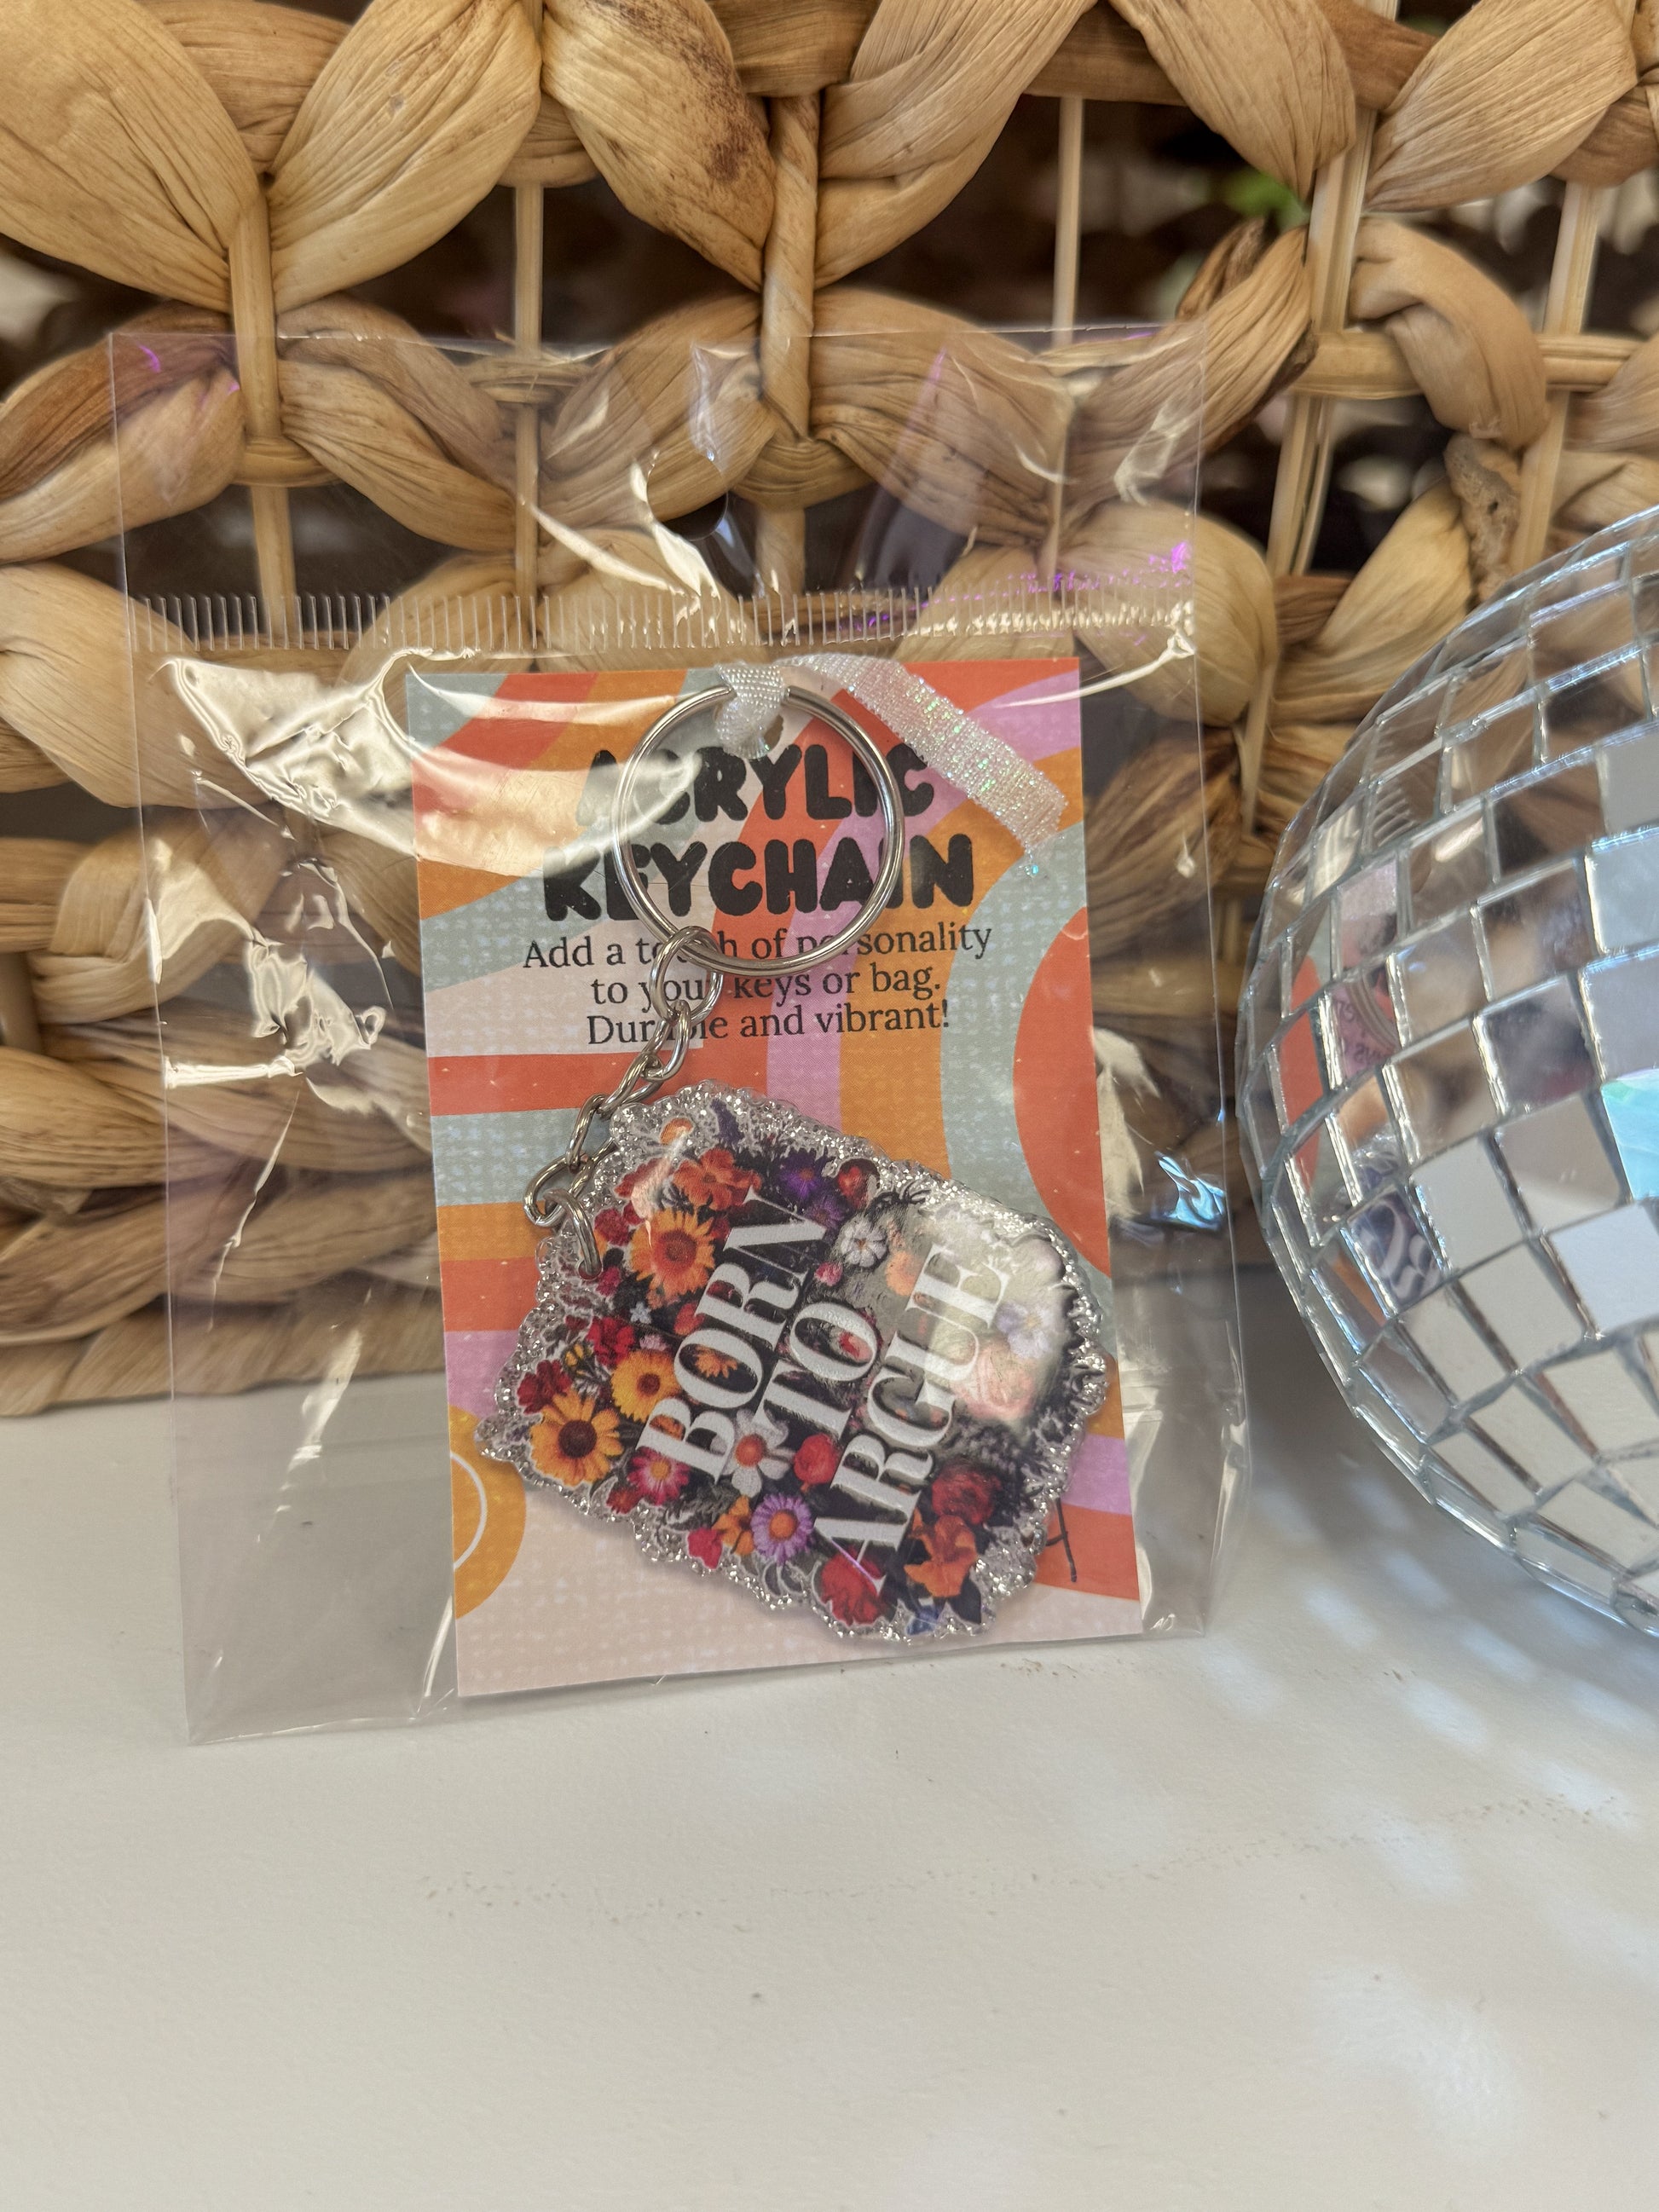 ACRYLIC
KEYCHAIN
Add a touch of personality
to your keys or bag.
Durable and vibrant!
BORN
TO
ARGUE